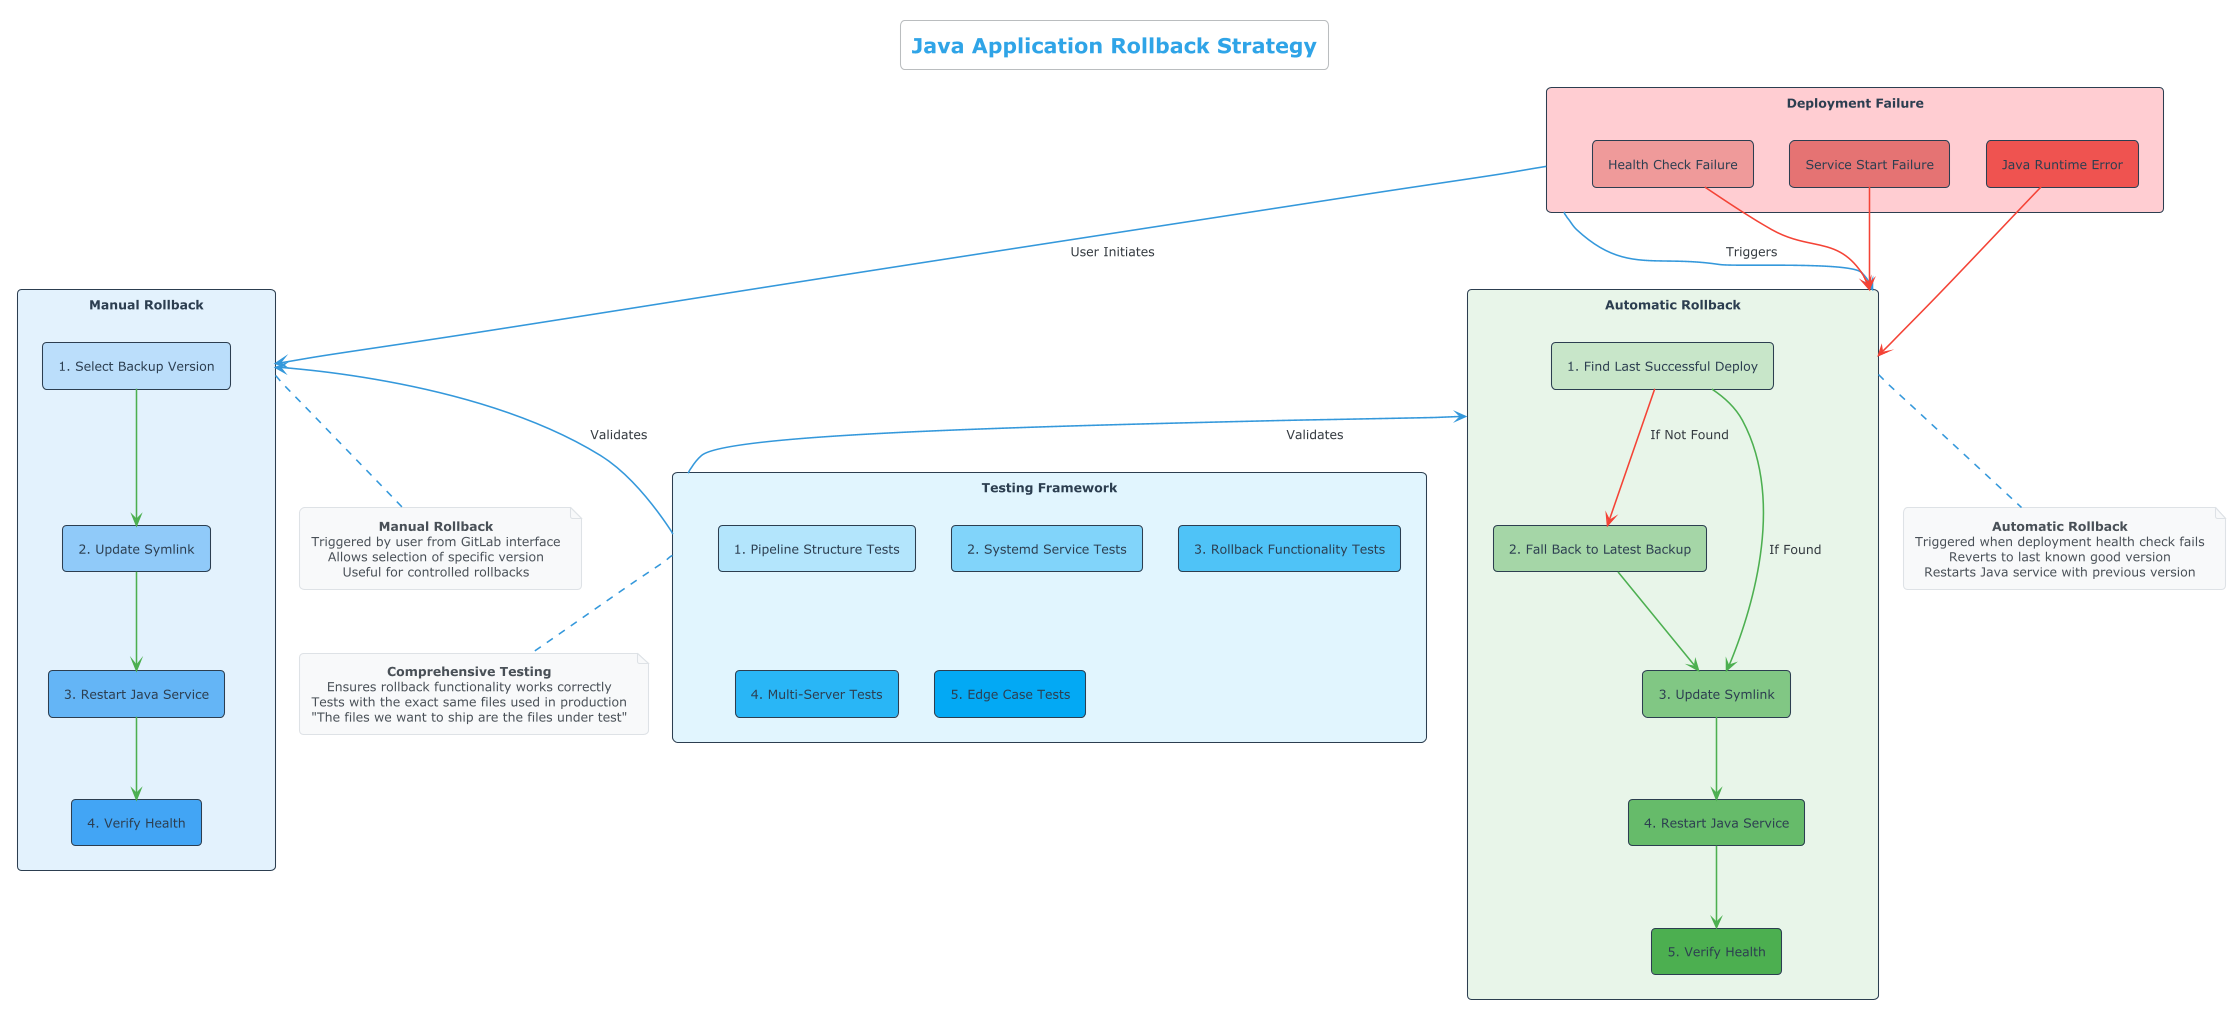 Java Application Rollback Strategy
Deployment Failure
Health Check Failure
Service Start Failure
Java Runtime Error
User Initiates
Triggers
Manual Rollback
1. Select Backup Version
2. Update Symlink
3. Restart Java Service
4. Verify Health
Validates
Manual Rollback
Triggered by user from GitLab interface
Allows selection of specific version
Useful for controlled rollbacks
Comprehensive Testing
Ensures rollback functionality works correctly
Tests with the exact same files used in production
"The files we want to ship are the files under test"
Validates
Testing Framework
1. Pipeline Structure Tests
2. Systemd Service Tests
3. Rollback Functionality Tests
4. Multi-Server Tests
5. Edge Case Tests
Automatic Rollback
1. Find Last Successful Deploy
If Not Found
If Found
2. Fall Back to Latest Backup
3. Update Symlink
4. Restart Java Service
5. Verify Health
Automatic Rollback
Triggered when deployment health check fails
Reverts to last known good version
Restarts Java service with previous version